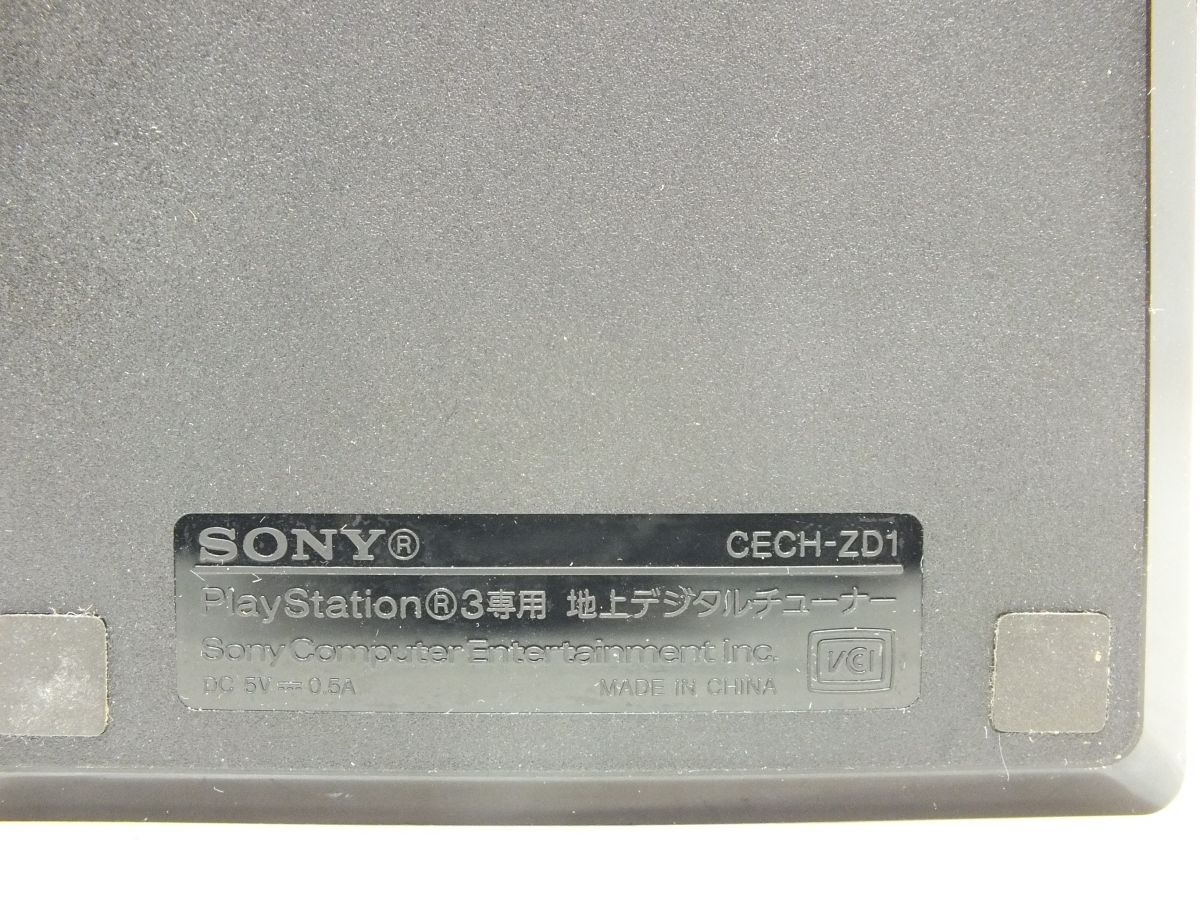 SONY® CECH-ZD1
PlayStation®3専用 地上デジタルチューナー
Sony Computer Entertainment Inc.
DC 5V⎓0.5A MADE IN CHINA VCCI